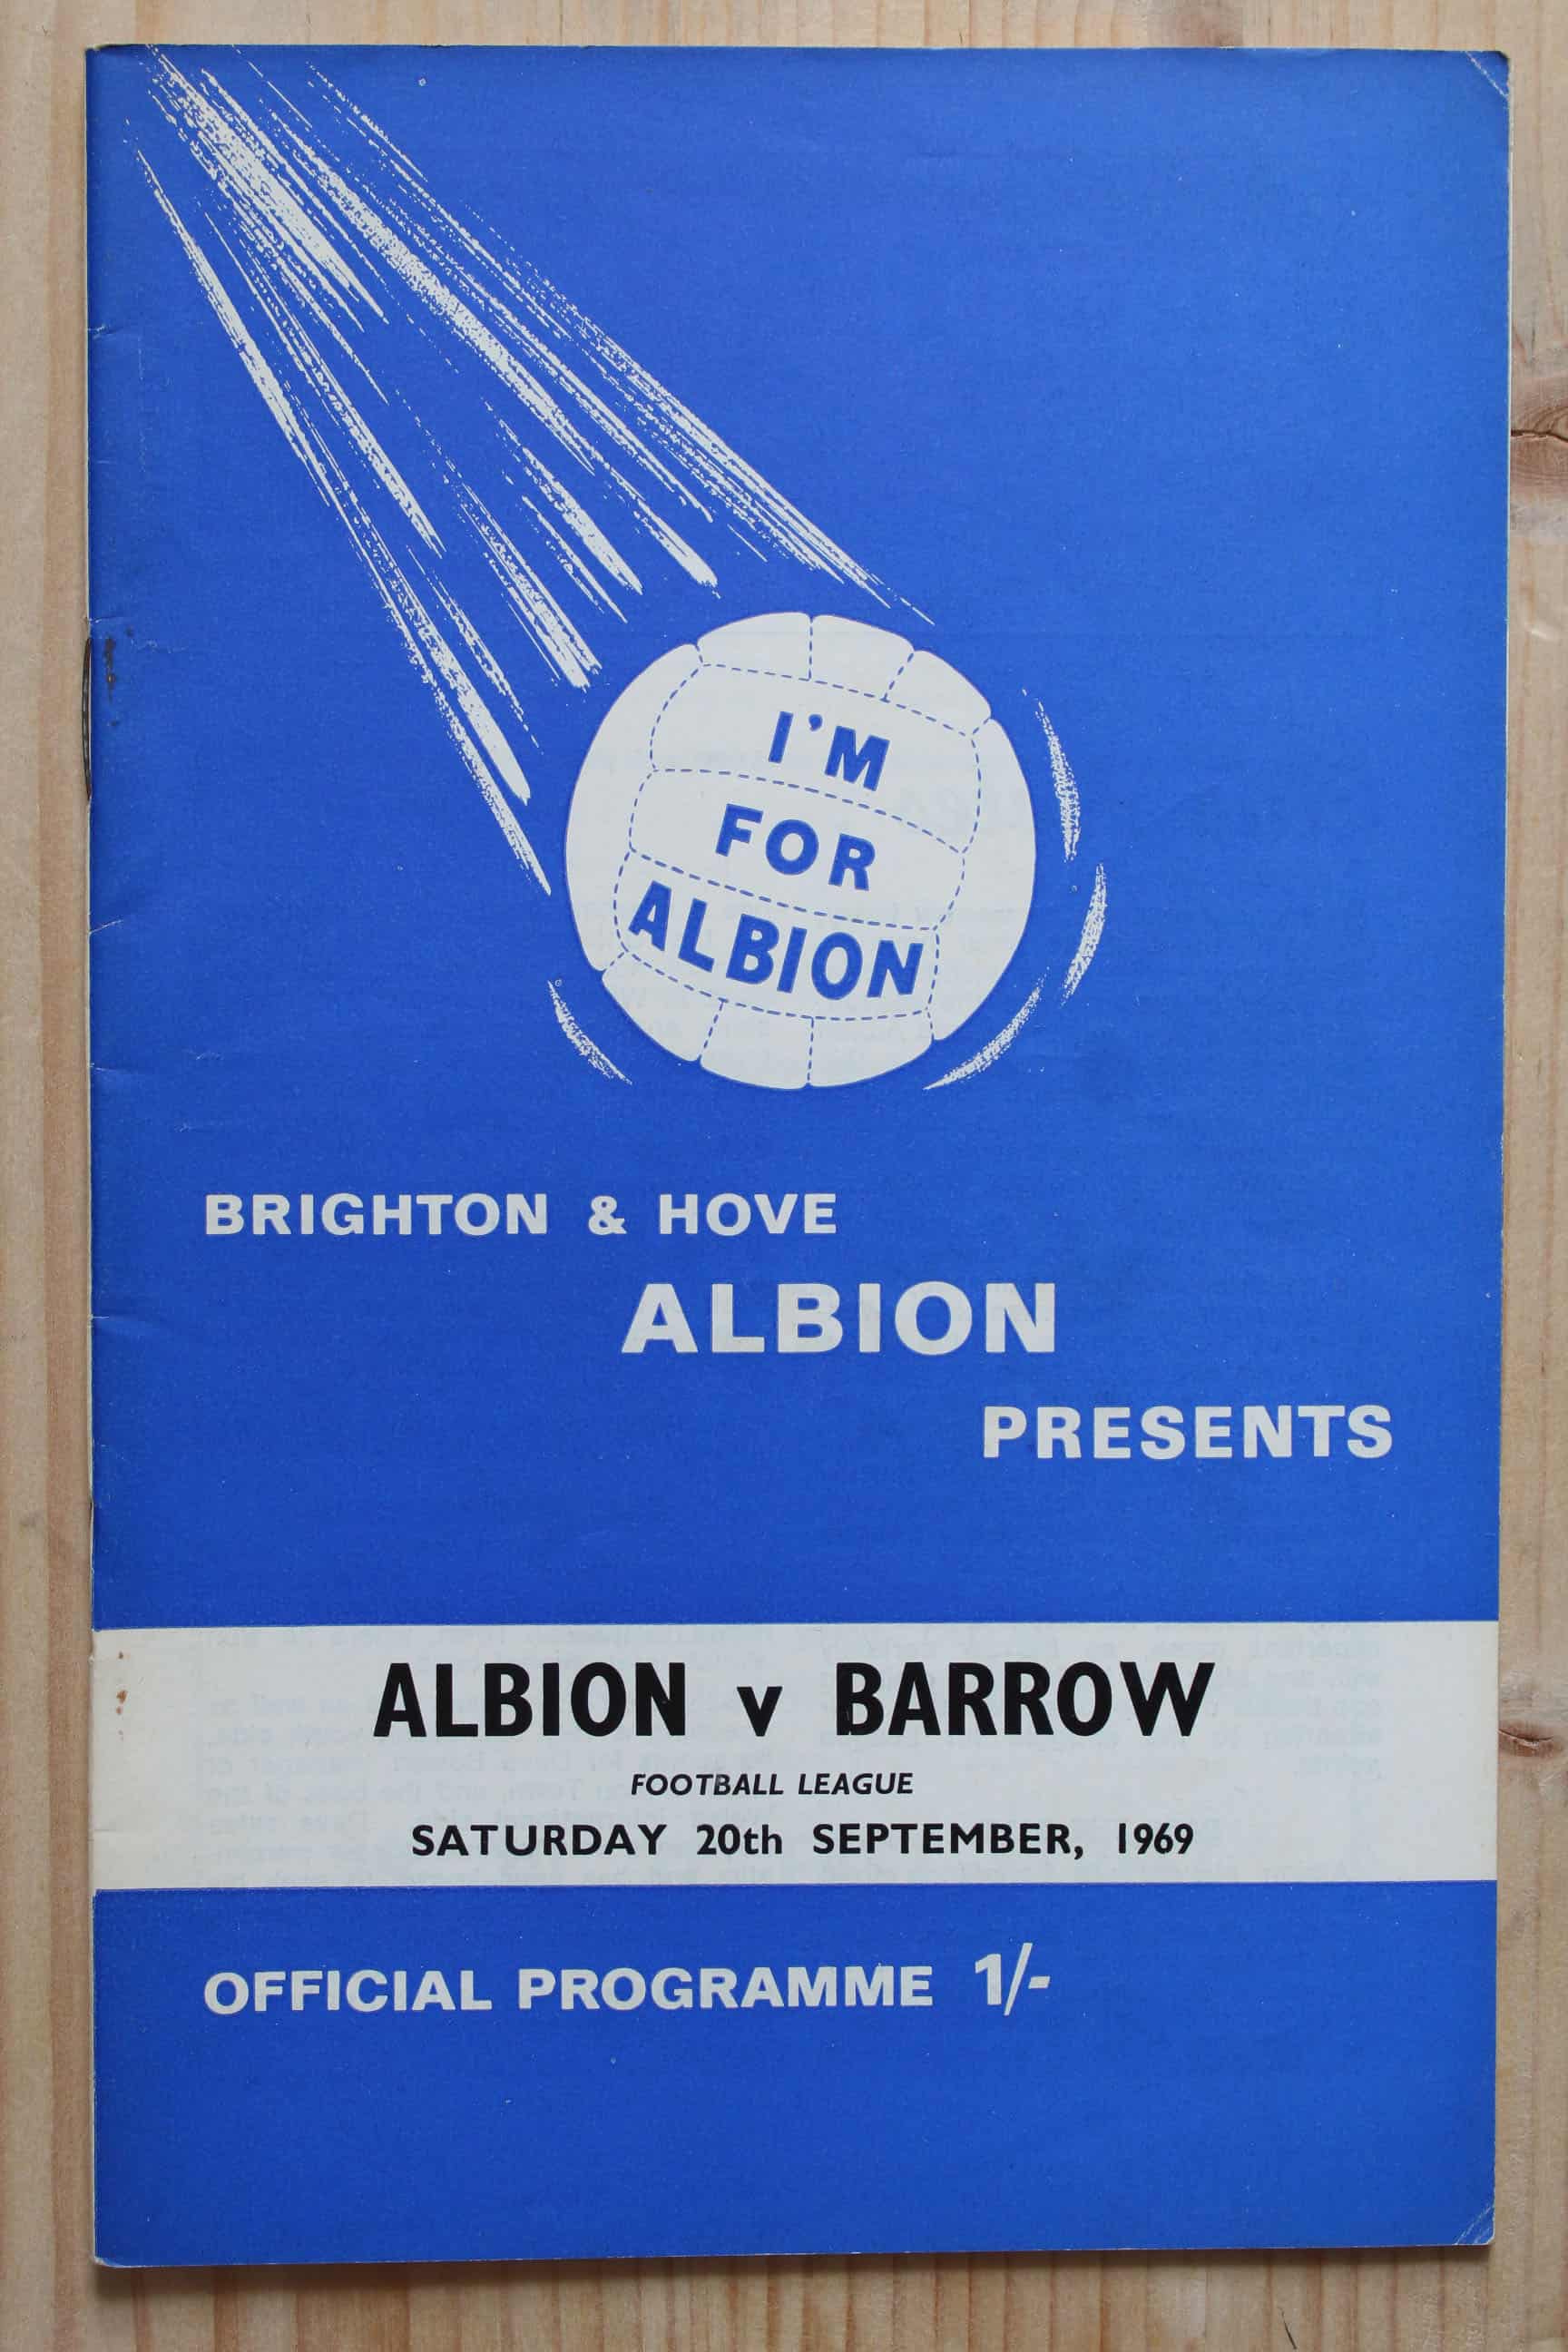 I'M
FOR
ALBION
BRIGHTON & HOVE
ALBION
PRESENTS
ALBION v BARROW
FOOTBALL LEAGUE
SATURDAY 20th SEPTEMBER, 1969
OFFICIAL PROGRAMME 1/-